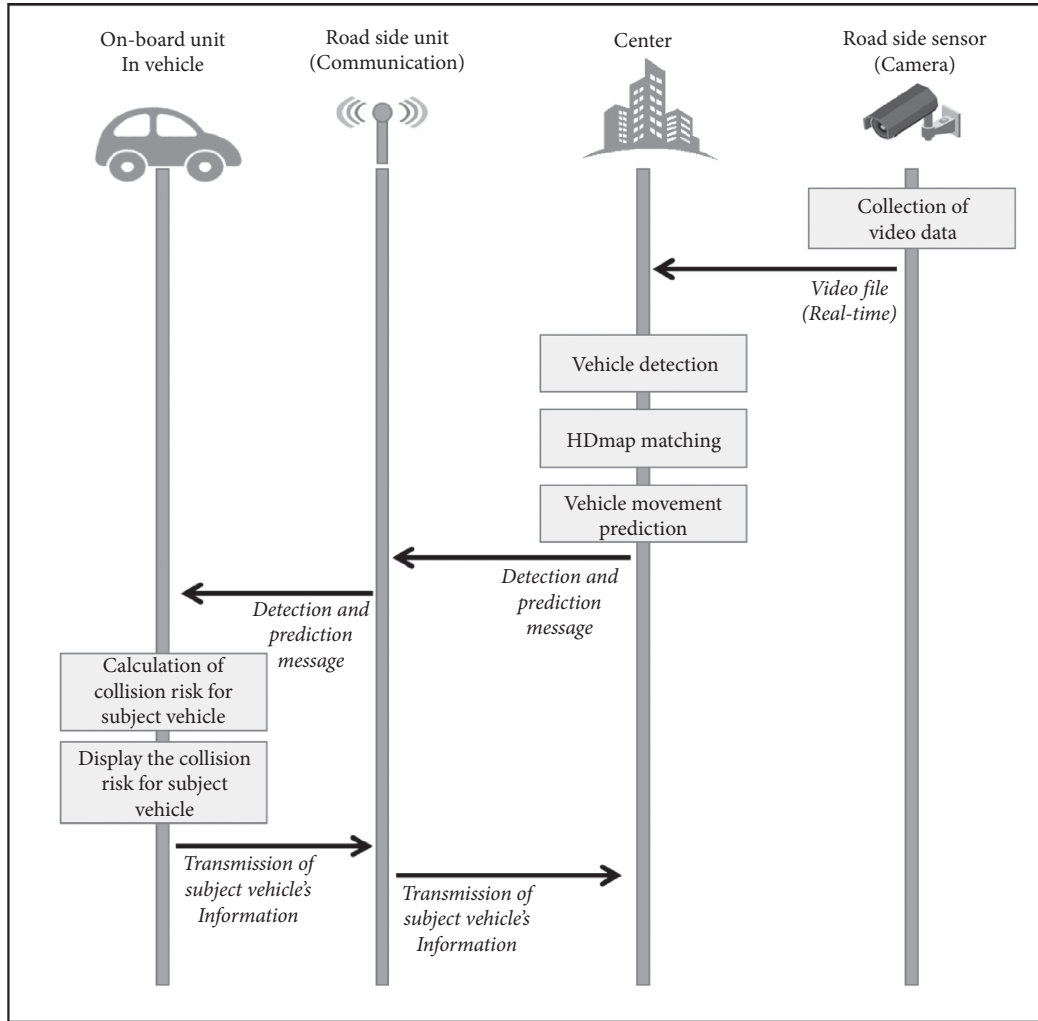 On-board unit
In vehicle
Road side unit
(Communication)
Center
Road side sensor
(Camera)
Collection of
video data
Video file
(Real-time)
Vehicle detection
HDmap matching
Vehicle movement
prediction
Detection and
prediction
message
Detection and
prediction
message
Calculation of
collision risk for
subject vehicle
Display the collision
risk for subject
vehicle
Transmission of
subject vehicle's
Information
Transmission of
subject vehicle's
Information